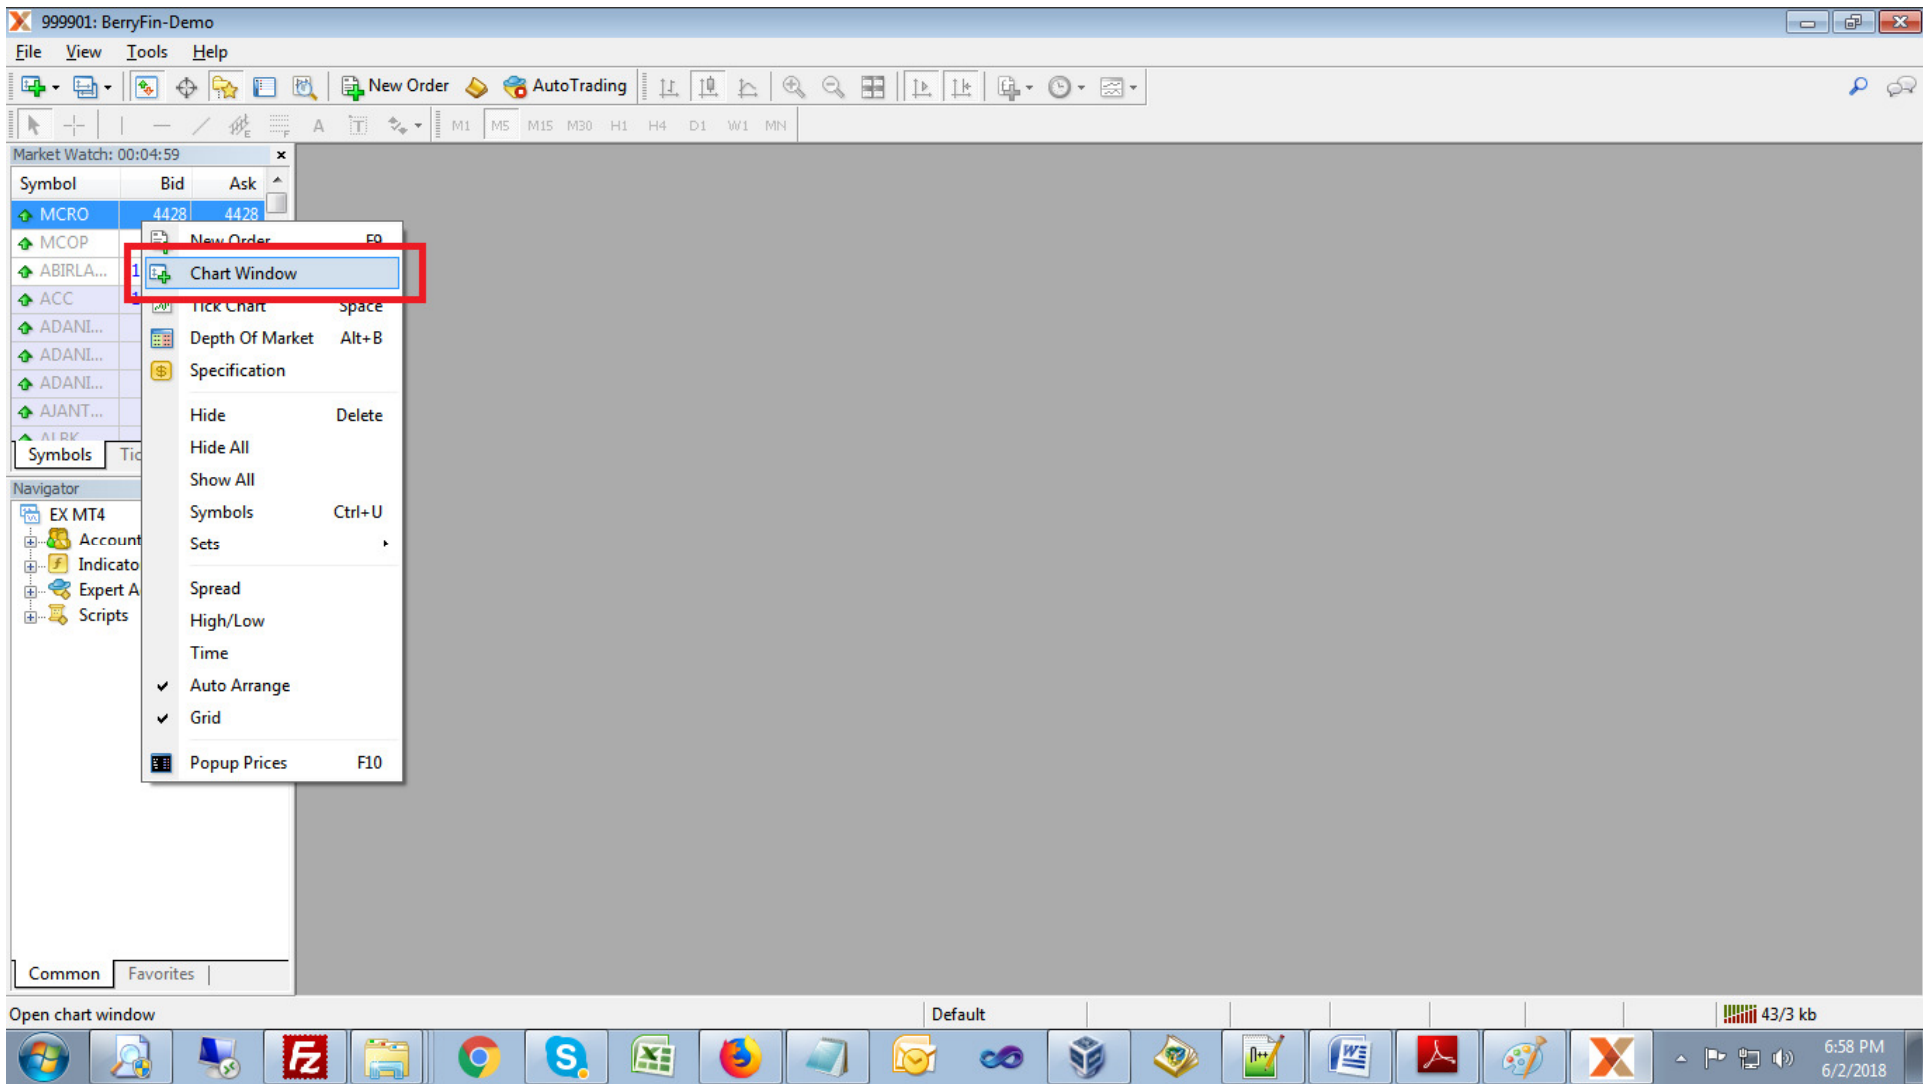 999901: BerryFin-Demo
File View Tools Help
New Order AutoTrading
A T M1 M5 M15 M30 H1 H4 D1 W1 MN
Market Watch: 00:04:59
Symbol Bid Ask
MCRO 4428 4428
MCOP
ABIRLA... 1
ACC 1
ADANI...
ADANI...
ADANI...
AJANT...
ALBK
Symbols Tic
New Order F9
Chart Window
Tick Chart Space
Depth Of Market Alt+B
Specification
Hide Delete
Hide All
Show All
Symbols Ctrl+U
Sets
Spread
High/Low
Time
Auto Arrange
Grid
Popup Prices F10
Navigator
EX MT4
Account
Indicato
Expert A
Scripts
Common Favorites
Open chart window Default 43/3 kb
6:58 PM
6/2/2018